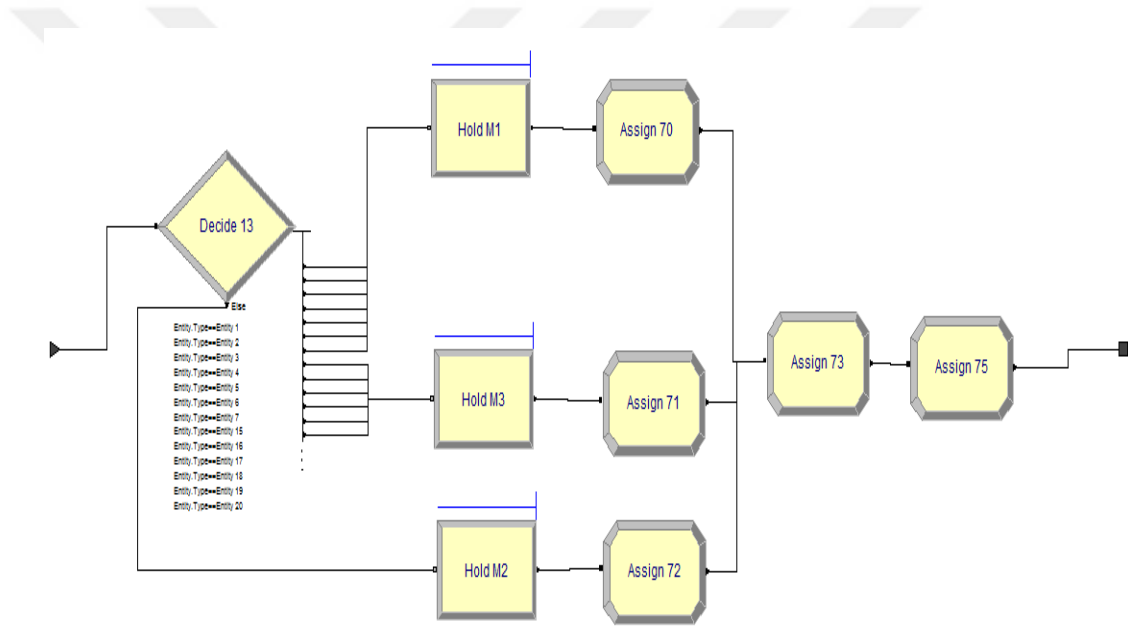 Hold M1
Assign 70
Decide 13
Else
Entity.Type==Entity 1
Entity.Type==Entity 2
Entity.Type==Entity 3
Entity.Type==Entity 4
Entity.Type==Entity 5
Entity.Type==Entity 6
Entity.Type==Entity 7
Entity.Type==Entity 15
Entity.Type==Entity 16
Entity.Type==Entity 17
Entity.Type==Entity 18
Entity.Type==Entity 19
Entity.Type==Entity 20
Hold M3
Assign 71
Assign 73
Assign 75
Hold M2
Assign 72